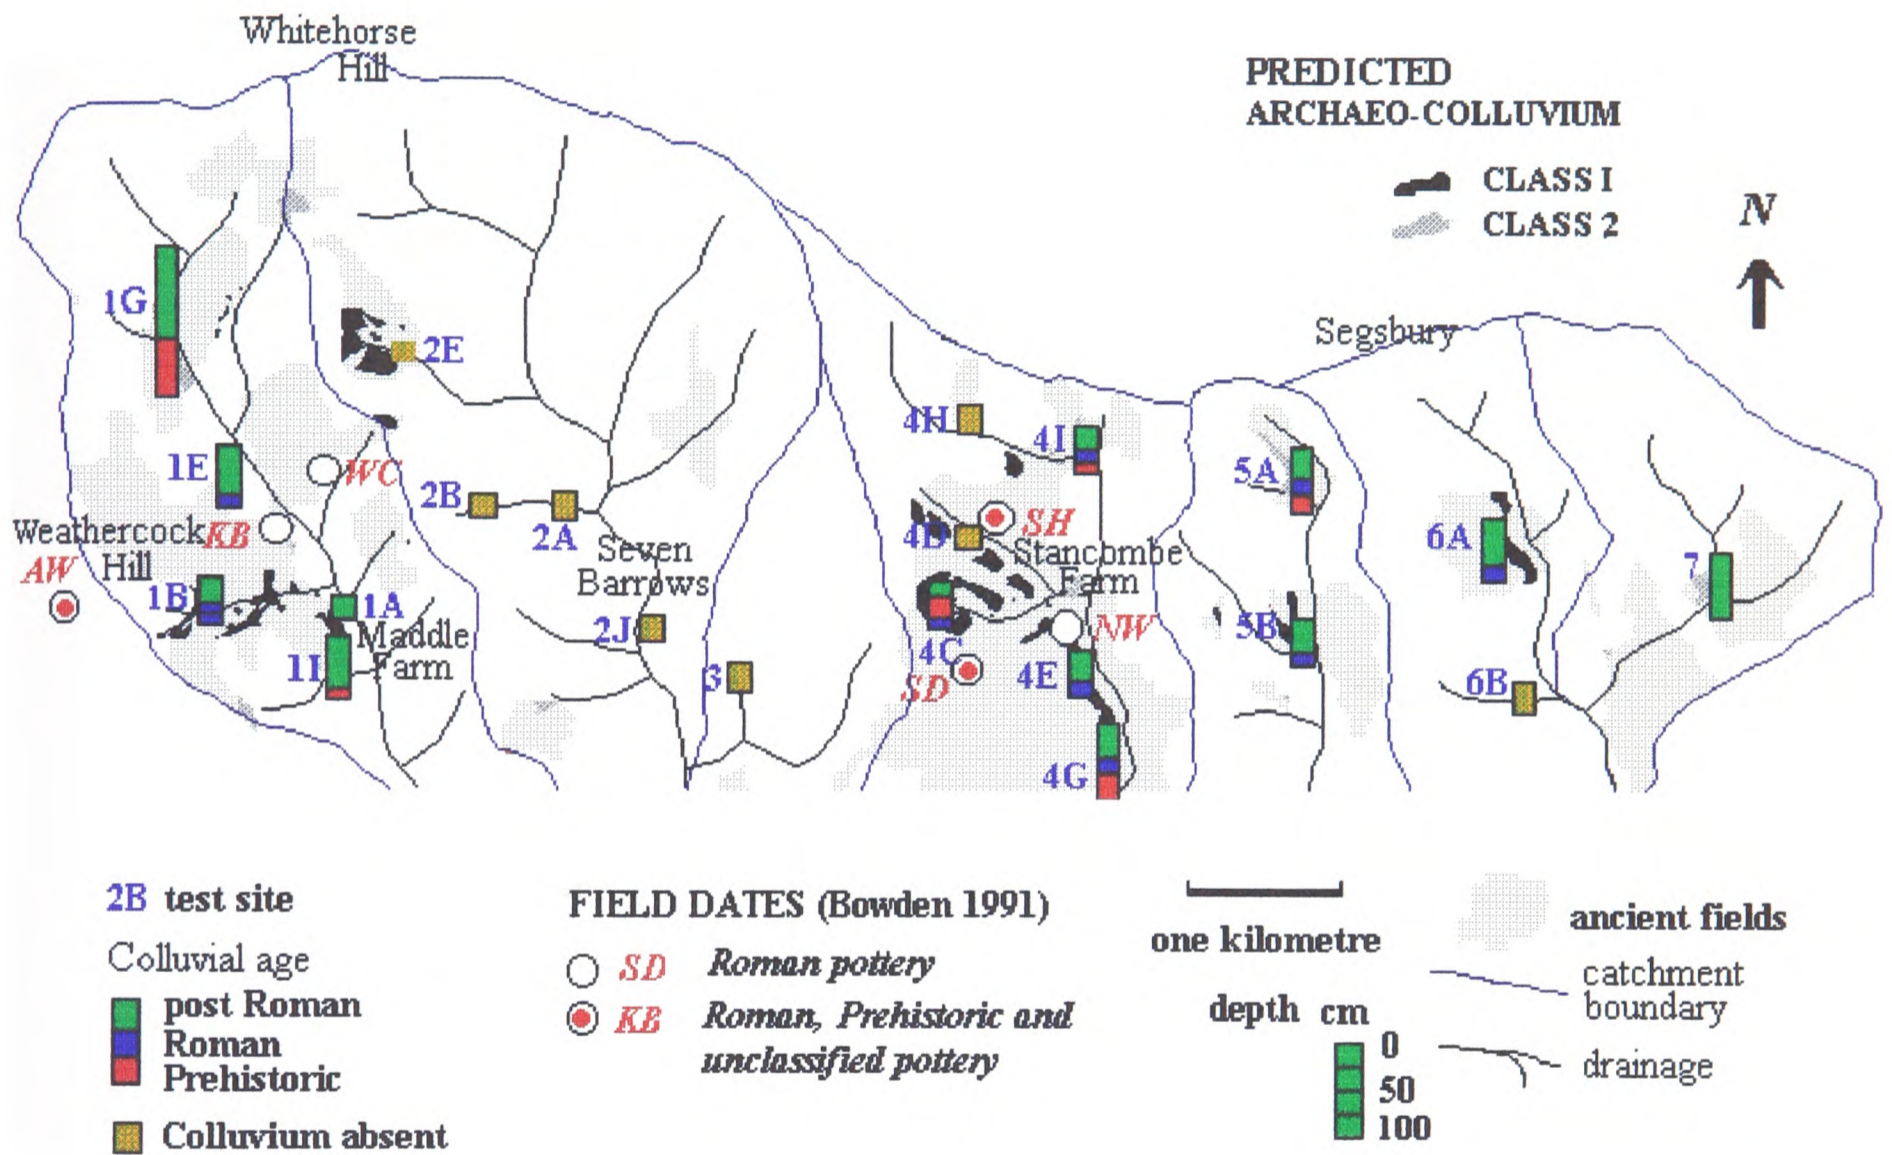 Whitehorse
Hill
PREDICTED
ARCHAEO-COLLUVIUM
CLASS I
CLASS 2
N
1G
2E
Segsbury
4H
4I
5A
1E
WC
2B
2A
Weathercock
Hill
KB
AW
Seven
Barrows
4D
SH
Stancombe
Farm
6A
7
1B
1A
Maddle
Farm
1I
2J
3
4C
SD
NW
4E
5B
6B
4G
2B test site
Colluvial age
post Roman
Roman
Prehistoric
Colluvium absent
FIELD DATES (Bowden 1991)
SD Roman pottery
KB Roman, Prehistoric and
unclassified pottery
one kilometre
depth cm
0
50
100
ancient fields
catchment
boundary
drainage